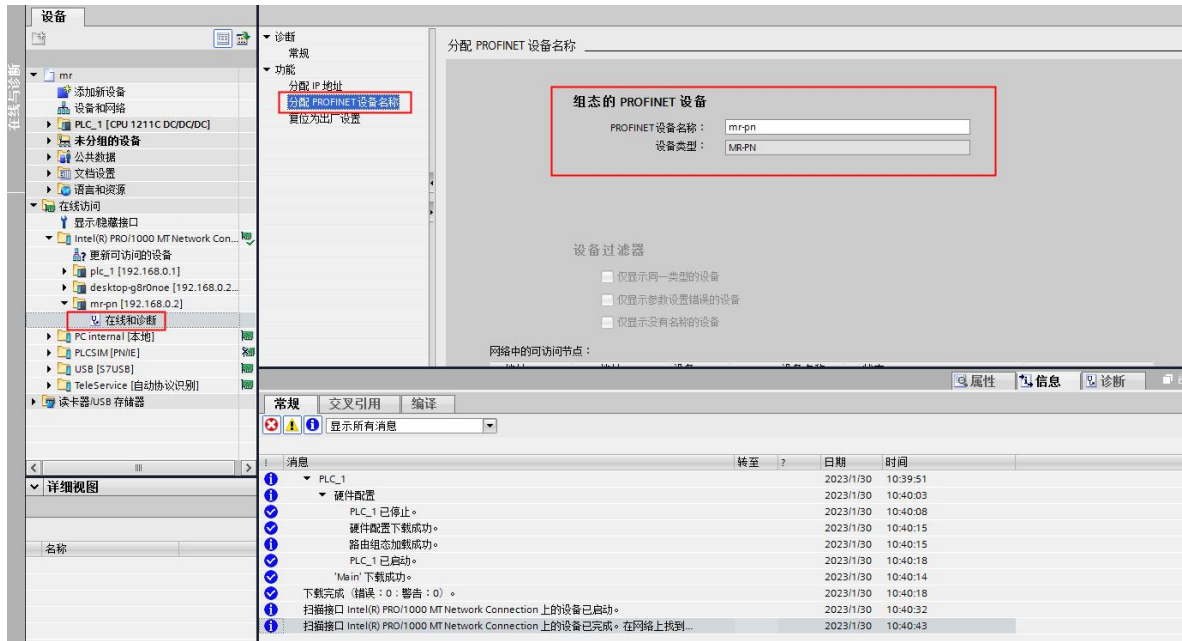 设备
在线与诊断
mr
添加新设备
设备和网络
PLC_1 [CPU 1211C DC/DC/DC]
未分组的设备
公共数据
文档设置
语言和资源
在线访问
显示/隐藏接口
Intel(R) PRO/1000 MT Network Con...
更新可访问的设备
plc_1 [192.168.0.1]
desktop-g8r0noe [192.168.0.2...
mr-pn [192.168.0.2]
在线和诊断
PC internal [本地]
PLCSIM [PN/IE]
USB [S7USB]
TeleService [自动协议识别]
读卡器/USB 存储器
详细视图
名称
诊断
常规
功能
分配 IP 地址
分配 PROFINET 设备名称
复位为出厂设置
分配 PROFINET 设备名称
组态的 PROFINET 设备
PROFINET设备名称：
mr-pn
设备类型：
MR-PN
设备过滤器
仅显示同一类型的设备
仅显示参数设置错误的设备
仅显示没有名称的设备
网络中的可访问节点：
属性
信息
诊断
常规
交叉引用
编译
显示所有消息
! 消息 转至 ? 日期 时间
PLC_1 2023/1/30 10:39:51
硬件配置 2023/1/30 10:40:03
PLC_1 已停止。 2023/1/30 10:40:08
硬件配置下载成功。 2023/1/30 10:40:15
路由组态加载成功。 2023/1/30 10:40:15
PLC_1 已启动。 2023/1/30 10:40:18
'Main' 下载成功。 2023/1/30 10:40:14
下载完成（错误：0；警告：0）。 2023/1/30 10:40:18
扫描接口 Intel(R) PRO/1000 MT Network Connection 上的设备已启动。 2023/1/30 10:40:32
扫描接口 Intel(R) PRO/1000 MT Network Connection 上的设备已完成。在网络上找到... 2023/1/30 10:40:43